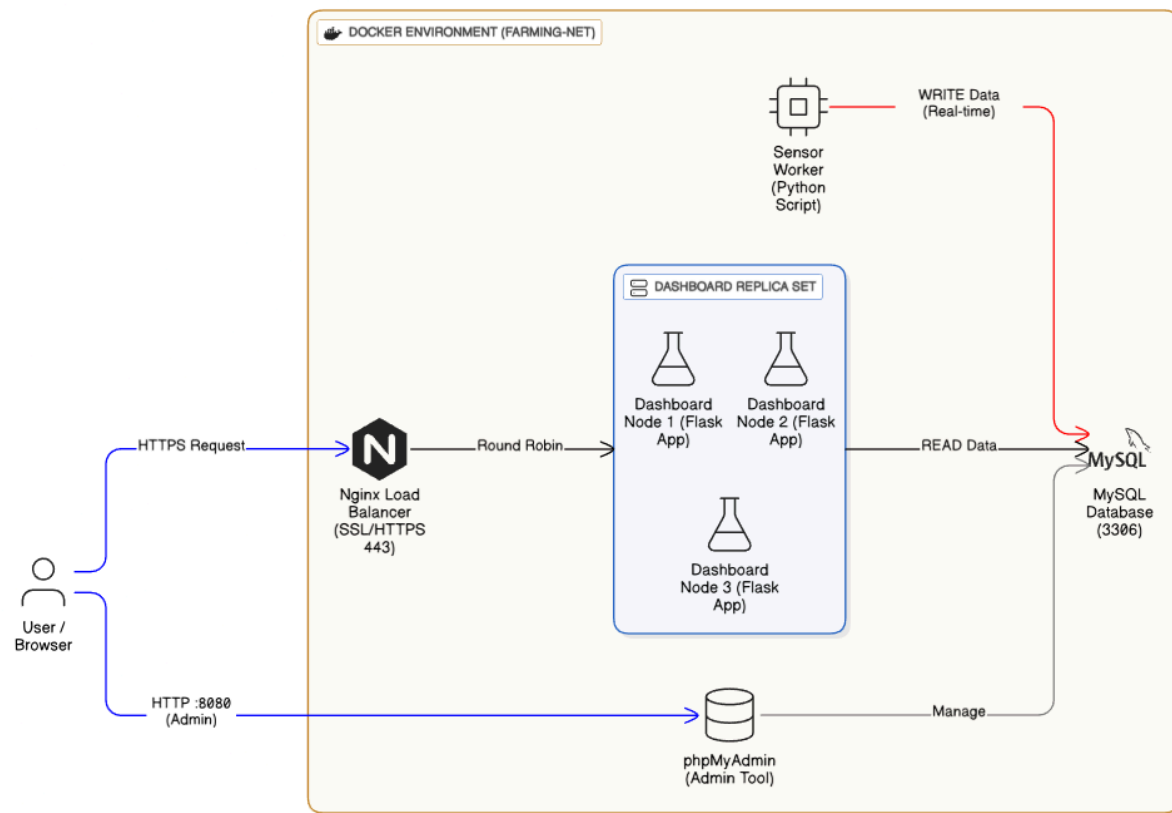 DOCKER ENVIRONMENT (FARMING-NET)
WRITE Data
(Real-time)
Sensor
Worker
(Python
Script)
DASHBOARD REPLICA SET
Dashboard
Node 1 (Flask
App)
Dashboard
Node 2 (Flask
App)
HTTPS Request
N
Round Robin
READ Data
MySQL
Nginx Load
Balancer
(SSL/HTTPS
443)
MySQL
Database
(3306)
Dashboard
Node 3 (Flask
App)
User /
Browser
HTTP :8080
(Admin)
Manage
phpMyAdmin
(Admin Tool)